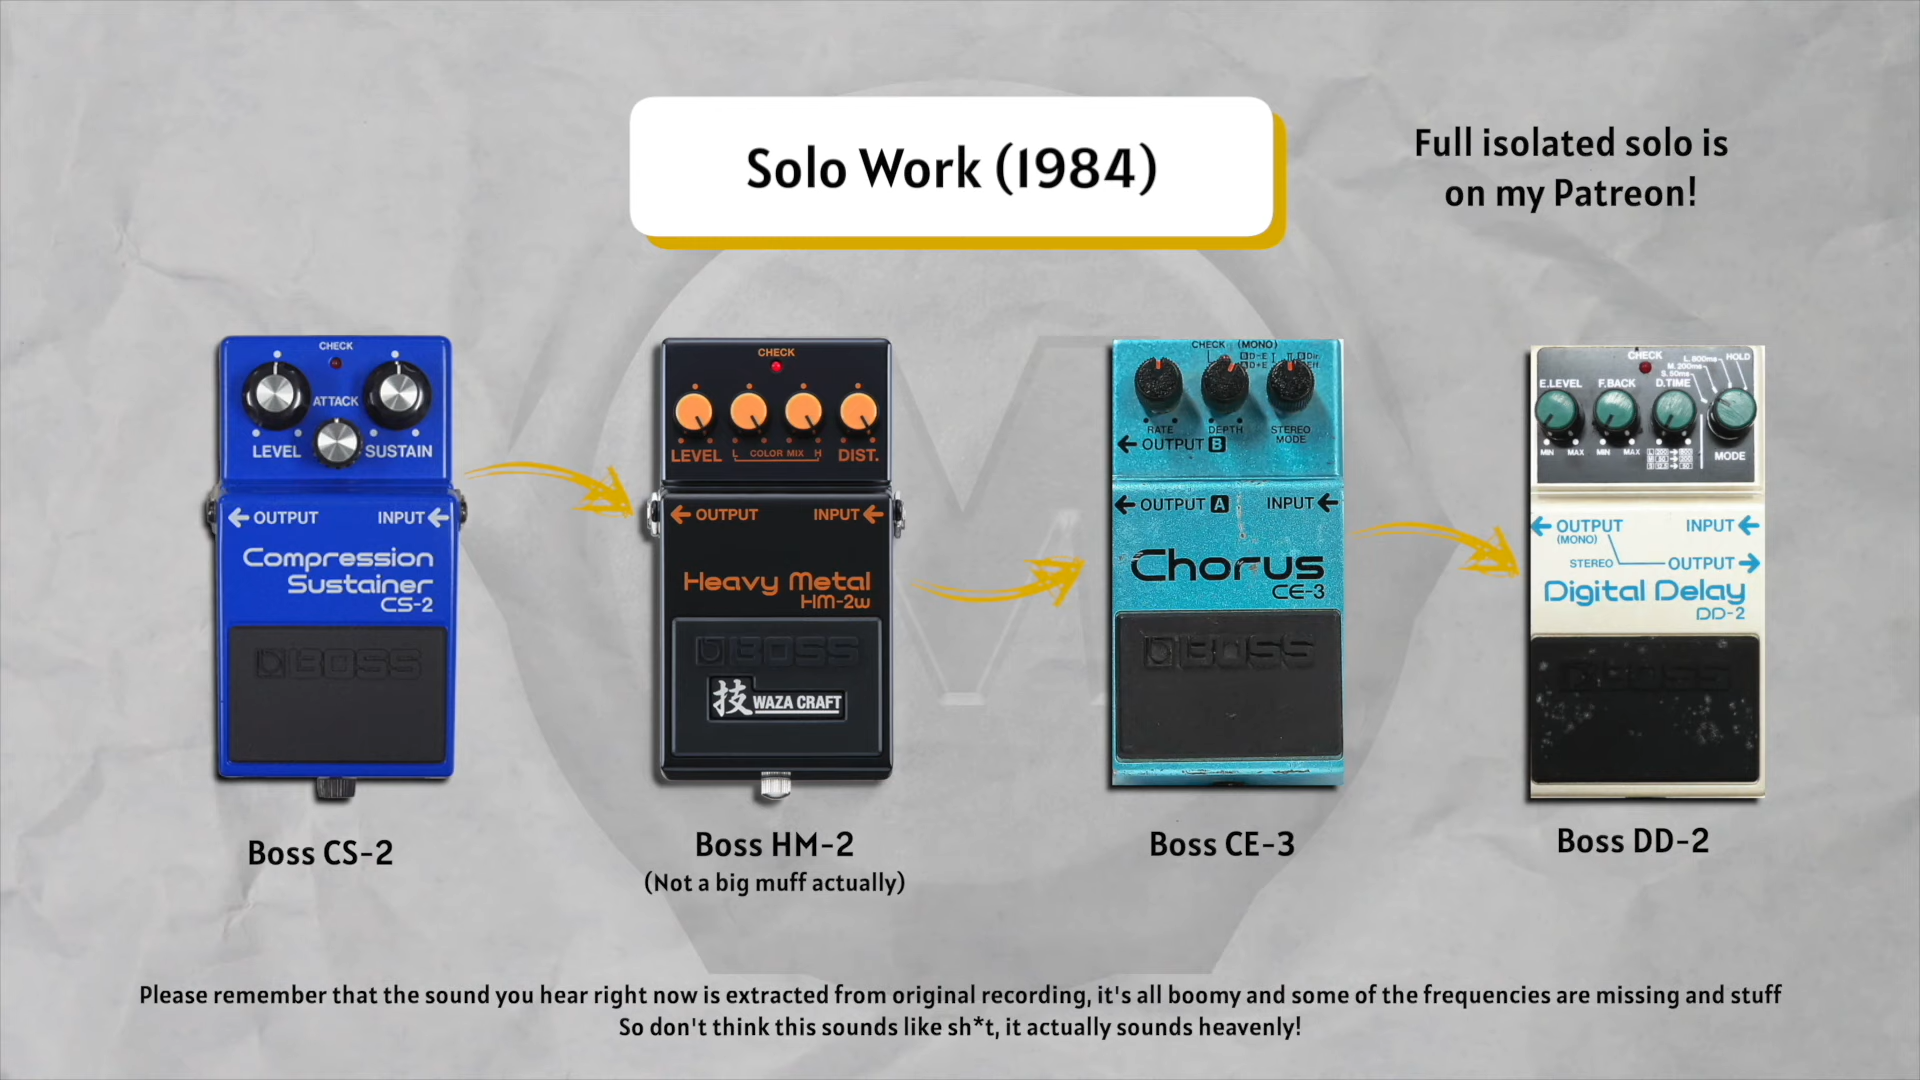 Solo Work (1984)
Full isolated solo is
on my Patreon!
CHECK
ATTACK
LEVEL
SUSTAIN
OUTPUT
INPUT
Compression
Sustainer
CS-2
BOSS
Boss CS-2
CHECK
LEVEL
L COLOR MIX H
DIST.
OUTPUT
INPUT
Heavy Metal
HM-2w
BOSS
技 WAZA CRAFT
Boss HM-2
(Not a big muff actually)
CHECK (MONO)
RATE
DEPTH
STEREO
MODE
OUTPUT B
OUTPUT A
INPUT
Chorus
CE-3
BOSS
Boss CE-3
CHECK
L. 800ms
HOLD
M. 200ms
S. 50ms
E.LEVEL
F.BACK
D.TIME
MIN MAX
MIN MAX
MODE
OUTPUT
(MONO)
INPUT
STEREO
OUTPUT
Digital Delay
DD-2
BOSS
Boss DD-2
Please remember that the sound you hear right now is extracted from original recording, it's all boomy and some of the frequencies are missing and stuff
So don't think this sounds like sh*t, it actually sounds heavenly!